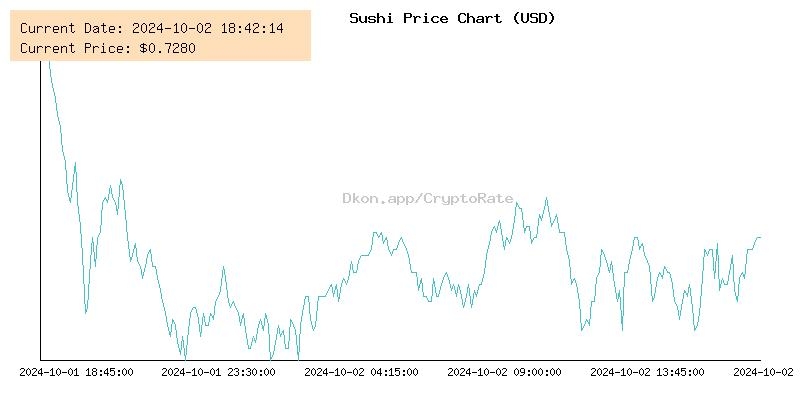 Sushi Price Chart (USD)
Current Date: 2024-10-02 18:42:14
Current Price: $0.7280
Dkon.app/CryptoRate
2024-10-01 18:45:00 2024-10-01 23:30:00 2024-10-02 04:15:00 2024-10-02 09:00:00 2024-10-02 13:45:00 2024-10-02